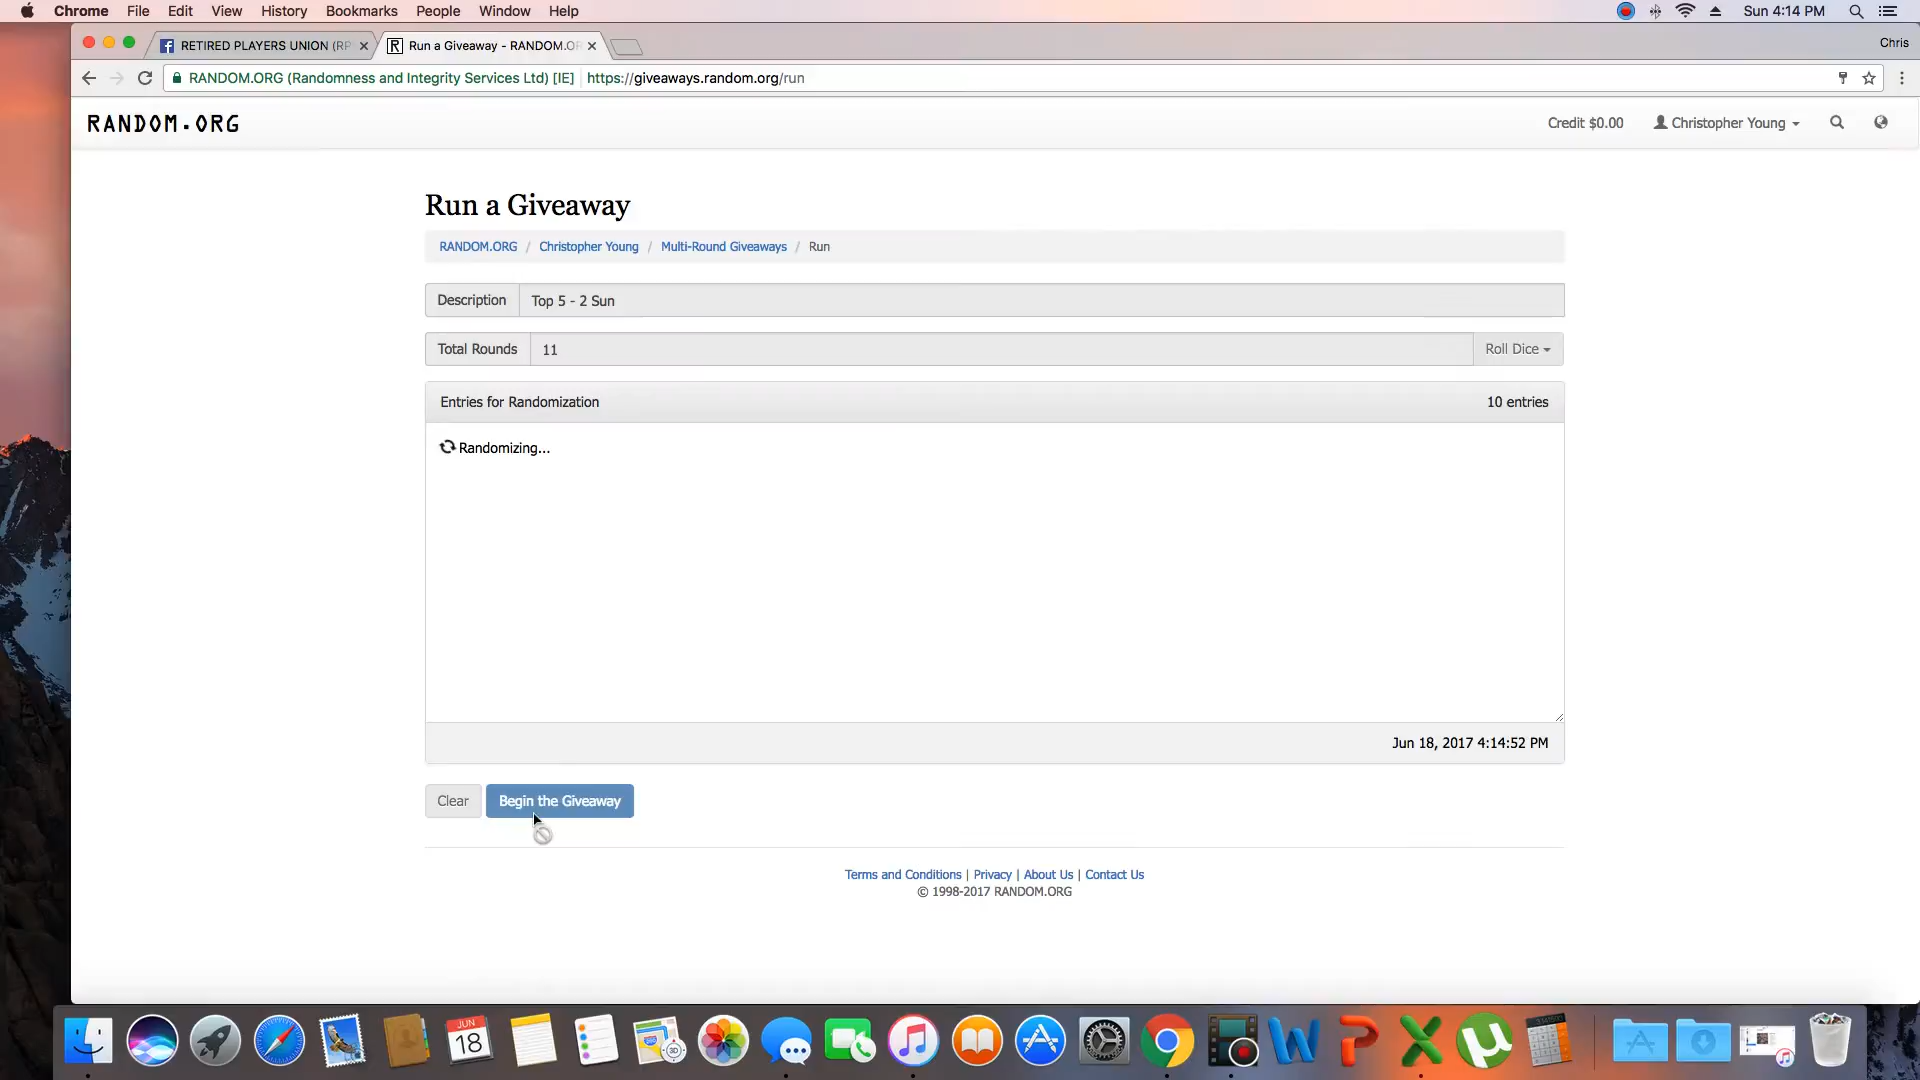 Chrome File Edit View History Bookmarks People Window Help Sun 4:14 PM
RETIRED PLAYERS UNION (RP Run a Giveaway - RANDOM.OR Chris
RANDOM.ORG (Randomness and Integrity Services Ltd) [IE] https://giveaways.random.org/run
RANDOM.ORG Credit $0.00 Christopher Young
Run a Giveaway
RANDOM.ORG / Christopher Young / Multi-Round Giveaways / Run
Description Top 5 - 2 Sun
Total Rounds 11 Roll Dice
Entries for Randomization 10 entries
Randomizing...
Jun 18, 2017 4:14:52 PM
Clear Begin the Giveaway
Terms and Conditions | Privacy | About Us | Contact Us
© 1998-2017 RANDOM.ORG
JUN
18
3D